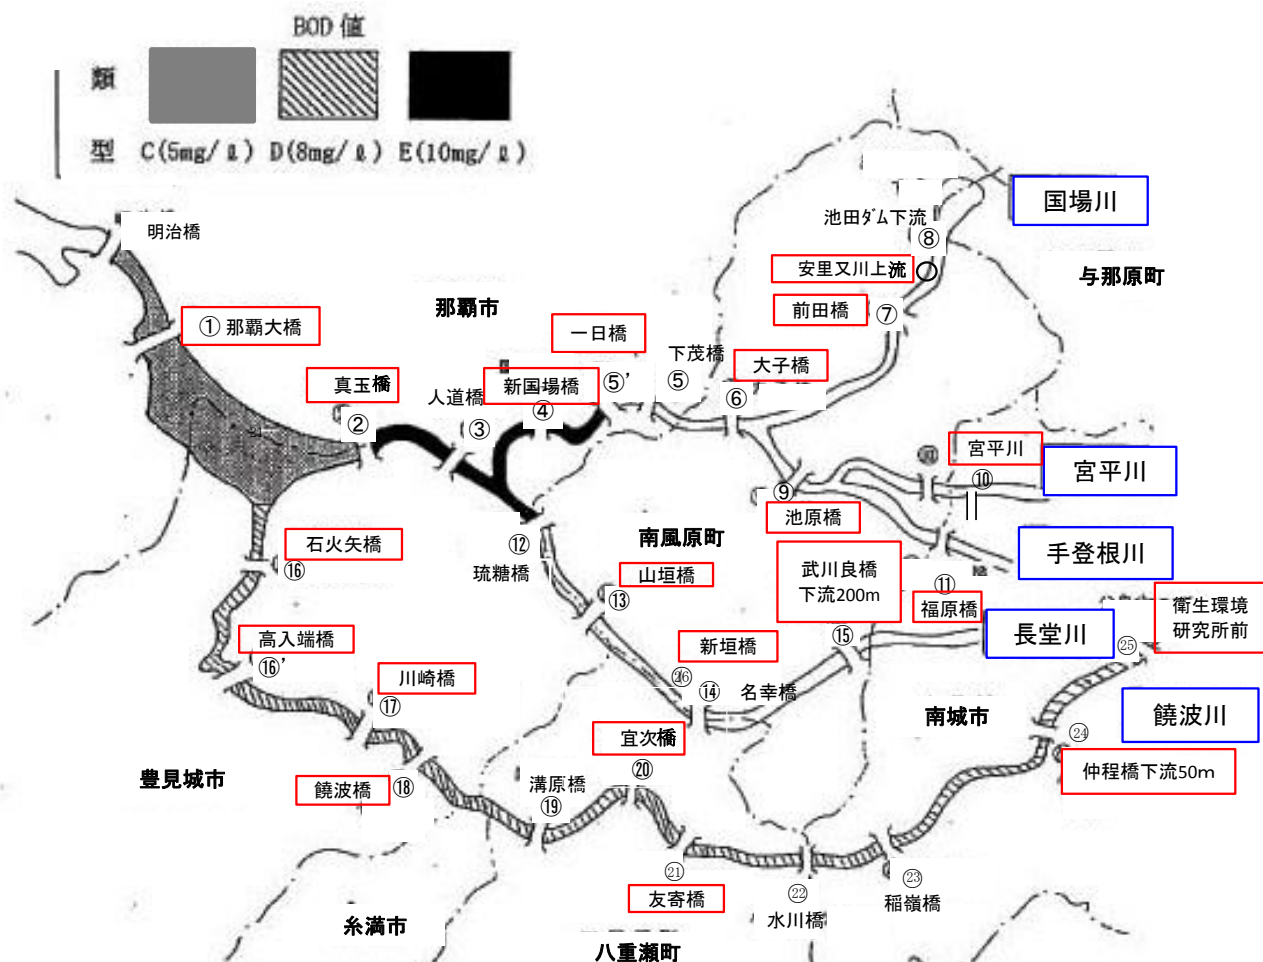 BOD 値
類
型 C(5mg/ℓ) D(8mg/ℓ) E(10mg/ℓ)
国場川
池田ﾀﾞﾑ下流
⑧
明治橋
安里又川上流
与那原町
那覇市
前田橋
⑦
① 那覇大橋
一日橋
下茂橋
⑤
大子橋
⑥
真玉橋
②
人道橋
③
新国場橋
④
⑤’
宮平川
⑩
宮平川
⑨
池原橋
南風原町
手登根川
石火矢橋
⑯
⑫
琉糖橋
山垣橋
⑬
武川良橋
下流200m
⑮
⑪
福原橋
衛生環境
研究所前
㉕
長堂川
高入端橋
⑯’
新垣橋
㉖
⑭
名幸橋
川崎橋
⑰
南城市
饒波川
宜次橋
⑳
㉔
仲程橋下流50m
豊見城市
饒波橋
⑱
溝原橋
⑲
㉑
友寄橋
㉒
水川橋
㉓
稲嶺橋
糸満市
八重瀬町